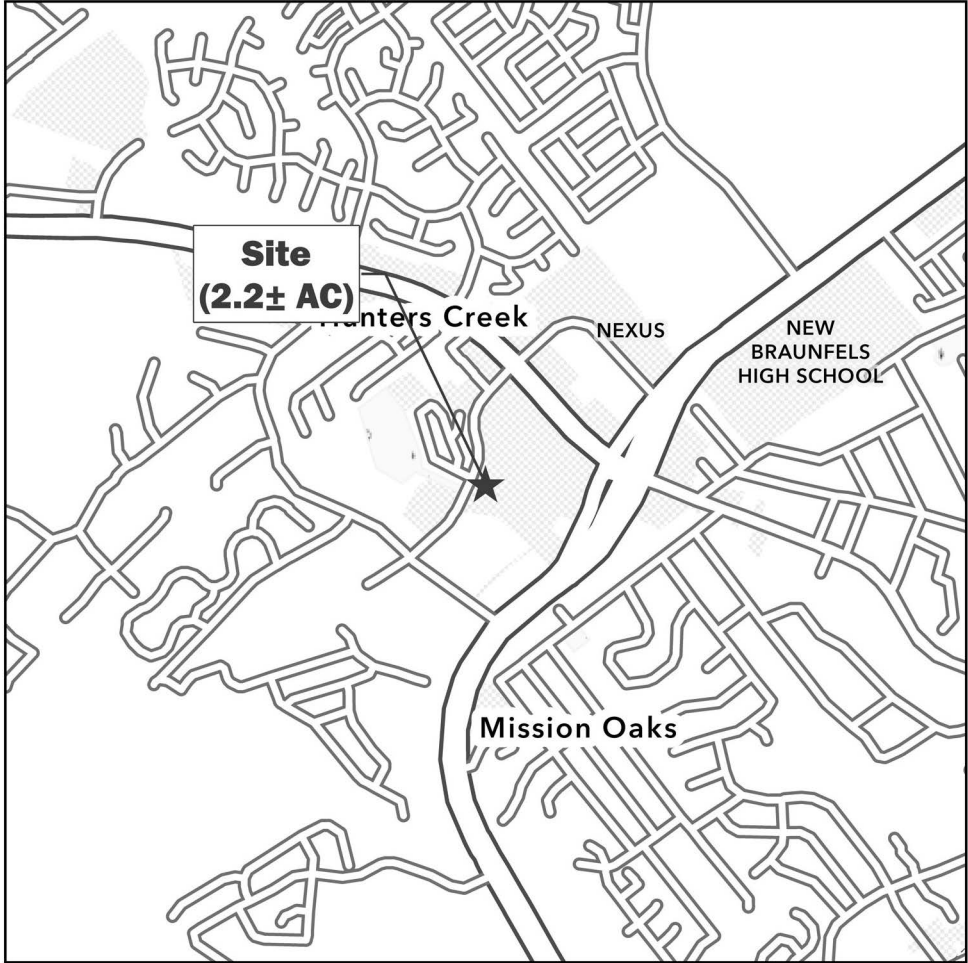 Site
(2.2± AC)
Hunters Creek
NEXUS
NEW
BRAUNFELS
HIGH SCHOOL
Mission Oaks